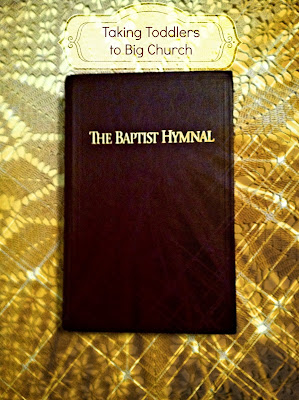 Taking Toddlers
to Big Church
THE BAPTIST HYMNAL